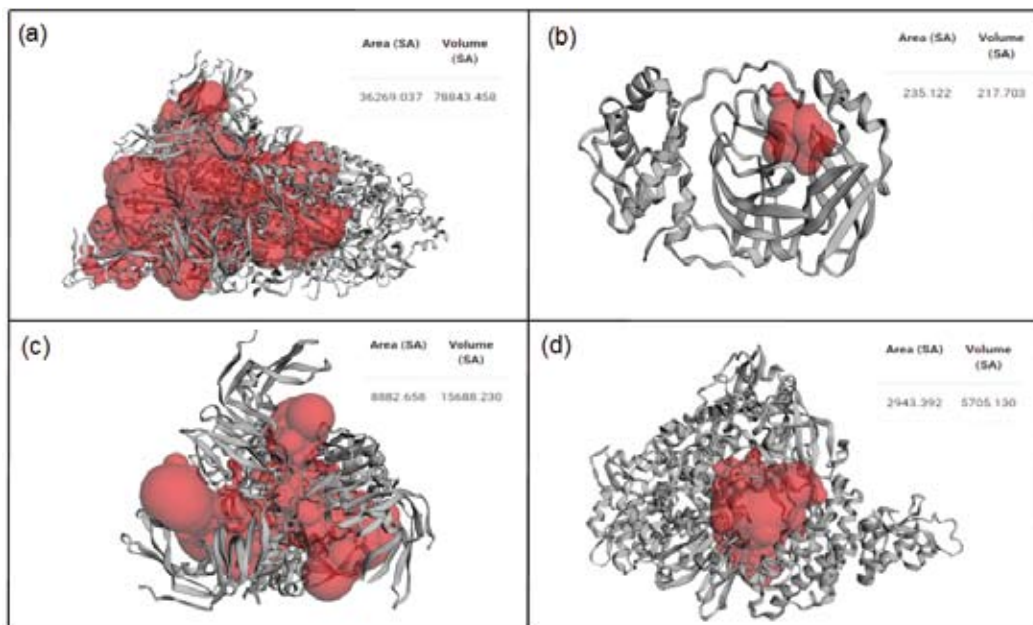 (a)
Area (SA) Volume
(SA)
36269.037 78843.458
(b)
Area (SA) Volume
(SA)
235.122 217.703
(c)
Area (SA) Volume
(SA)
8882.658 15688.230
(d)
Area (SA) Volume
(SA)
2943.392 5705.130